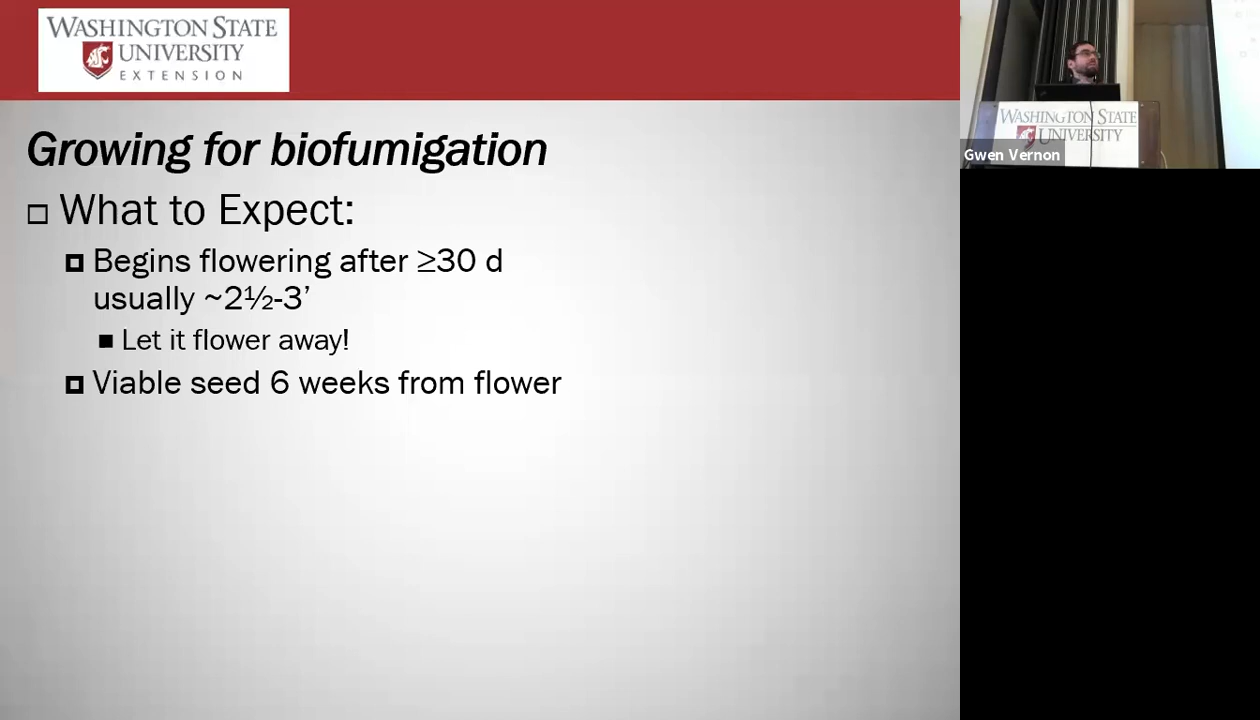 WASHINGTON STATE
UNIVERSITY
EXTENSION
Growing for biofumigation
What to Expect:
Begins flowering after ≥30 d
usually ~2½-3’
Let it flower away!
Viable seed 6 weeks from flower
WASHINGTON STATE
UNIVERSITY
Gwen Vernon